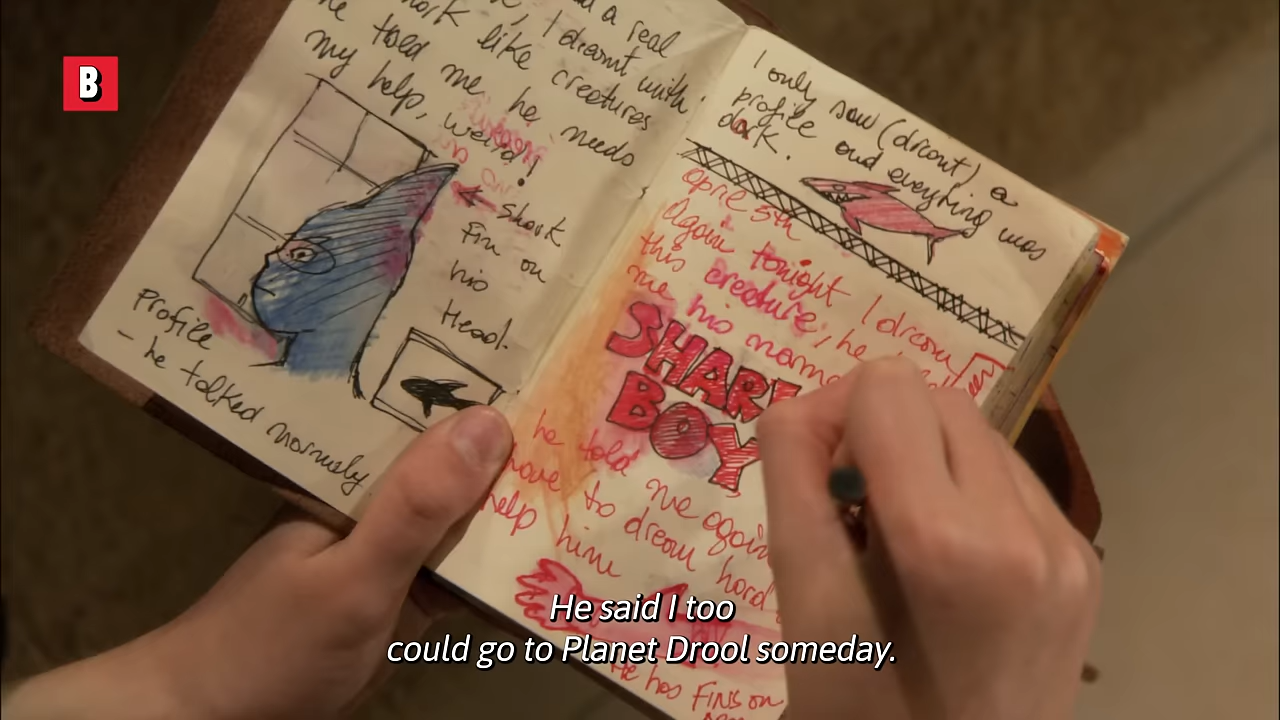 B
a real
, I dreamt with
shark like creatures
he told me he needs
my help, weird!
Shark
Fin on
his
Head.
Profile
- he talked normally
I only saw (dreamt) a
profile and everything was
dark.
April 5th
Again tonight I dream
this creature, he
me his name
SHARK
BOY
he told me again
have to dream hard
help him
He has FINS on
He said I too
could go to Planet Drool someday.